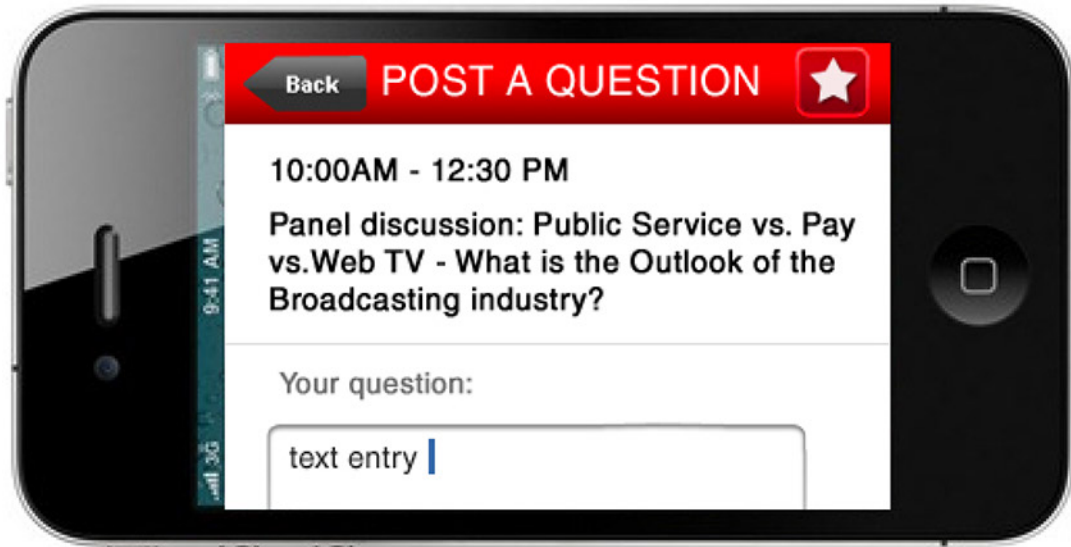 Back POST A QUESTION
10:00AM - 12:30 PM
Panel discussion: Public Service vs. Pay
vs.Web TV - What is the Outlook of the
Broadcasting industry?
Your question:
text entry
9:41 AM
3G